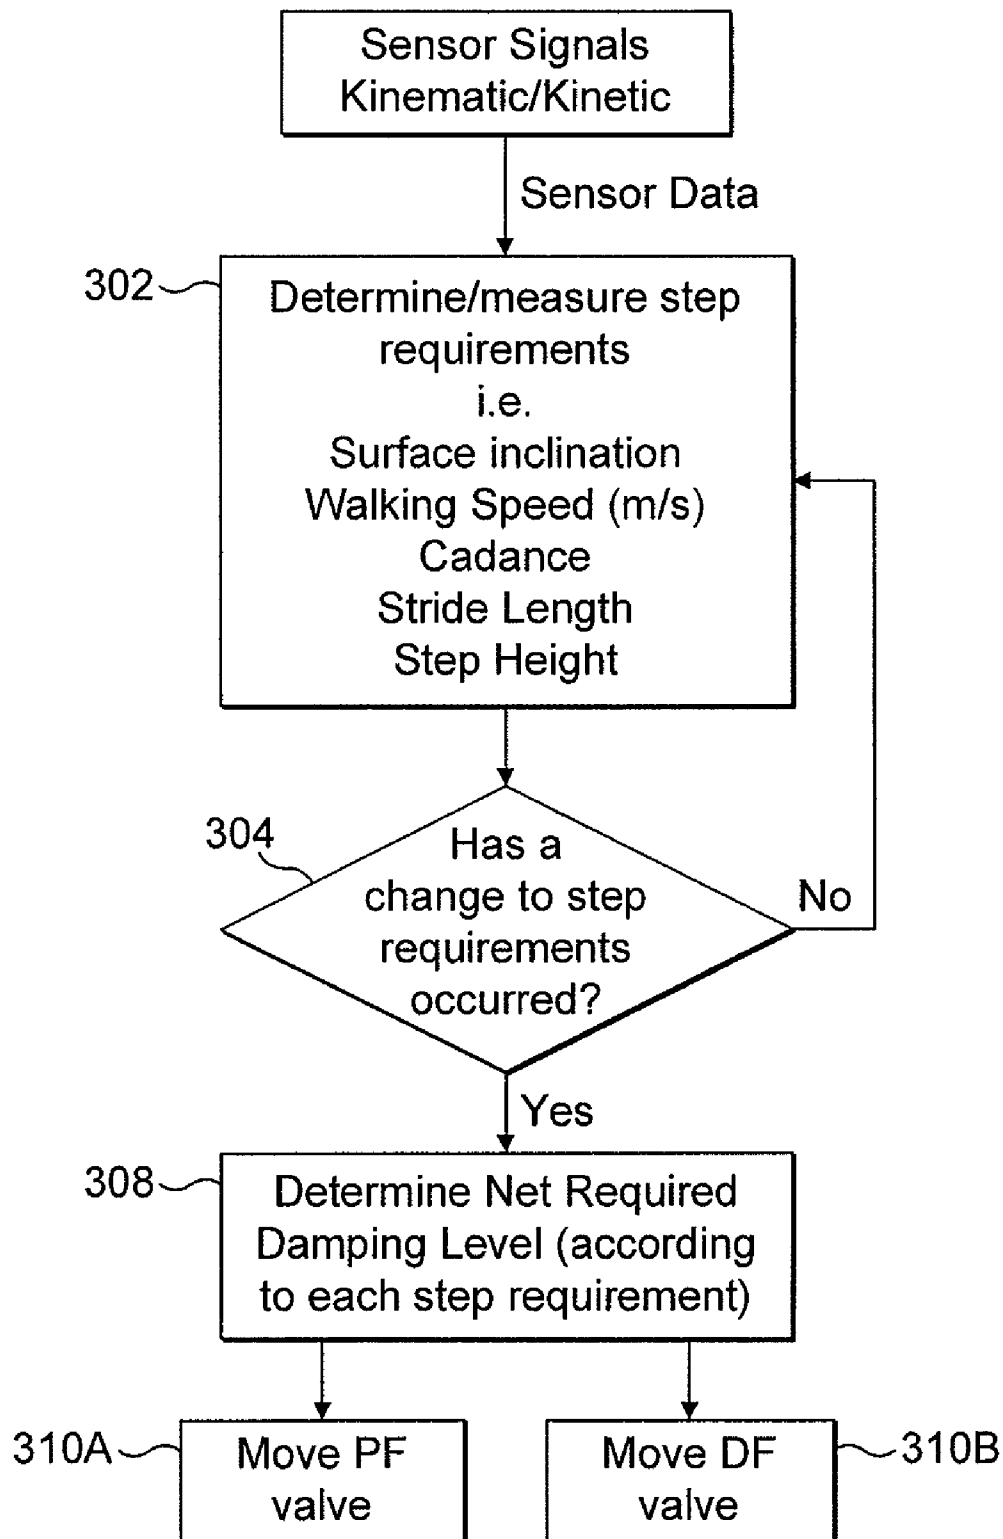 Sensor Signals
Kinematic/Kinetic
Sensor Data
302
Determine/measure step
requirements
i.e.
Surface inclination
Walking Speed (m/s)
Cadance
Stride Length
Step Height
304
Has a
change to step
requirements
occurred?
No
Yes
308
Determine Net Required
Damping Level (according
to each step requirement)
310A
Move PF
valve
Move DF
valve
310B